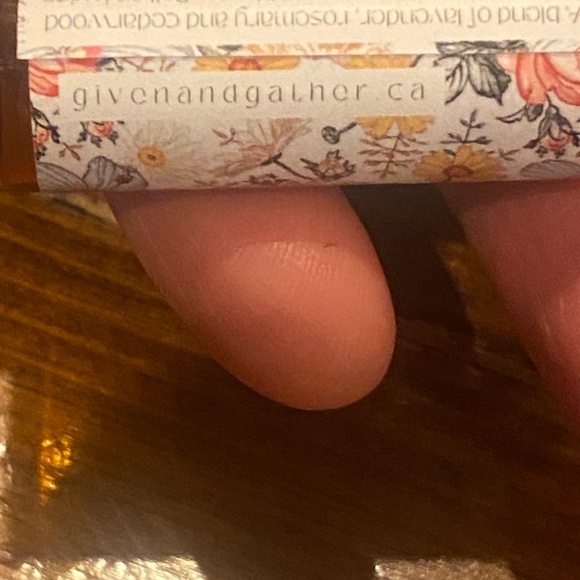 A blend of lavender, rosemary and cedarwood
givenandgather.ca